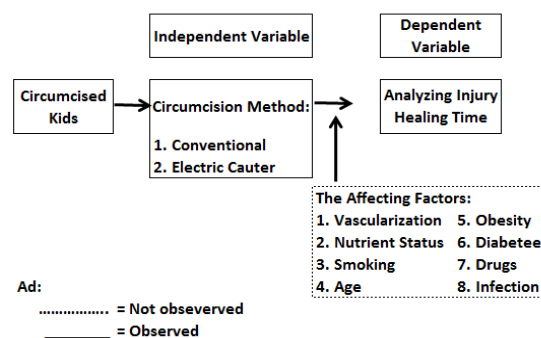 Independent Variable
Dependent
Variable
Circumcised
Kids
Circumcision Method:
1. Conventional
2. Electric Cauter
Analyzing Injury
Healing Time
The Affecting Factors:
1. Vascularization 5. Obesity
2. Nutrient Status 6. Diabetee
3. Smoking 7. Drugs
4. Age 8. Infection
Ad:
................. = Not obseverved
___________ = Observed